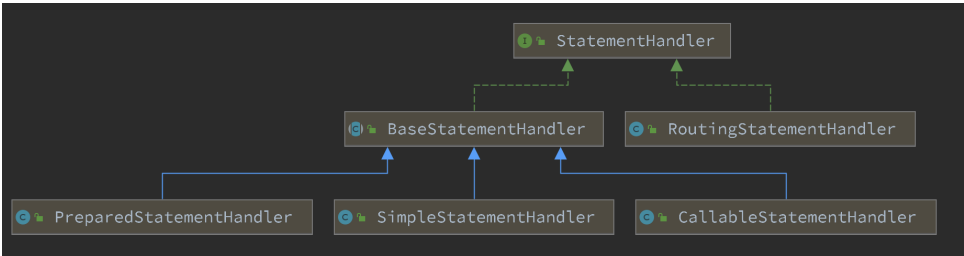 StatementHandler
BaseStatementHandler
RoutingStatementHandler
PreparedStatementHandler
SimpleStatementHandler
CallableStatementHandler